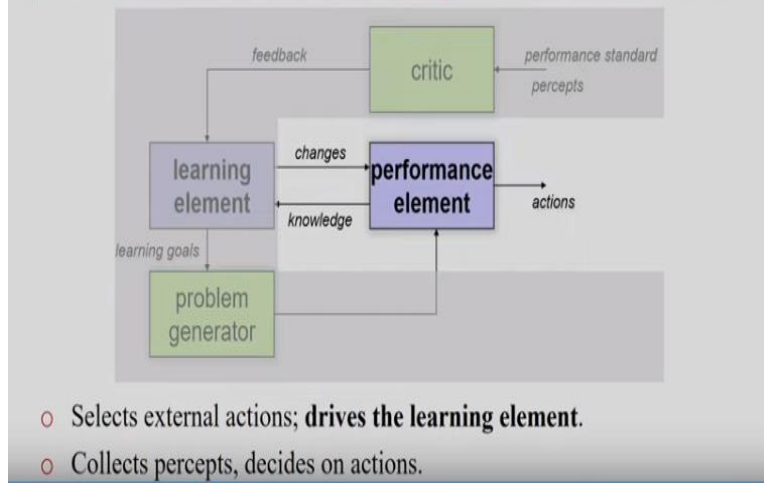 feedback
critic
performance standard
percepts
learning
element
changes
knowledge
performance
element
actions
learning goals
problem
generator
o Selects external actions; drives the learning element.
o Collects percepts, decides on actions.